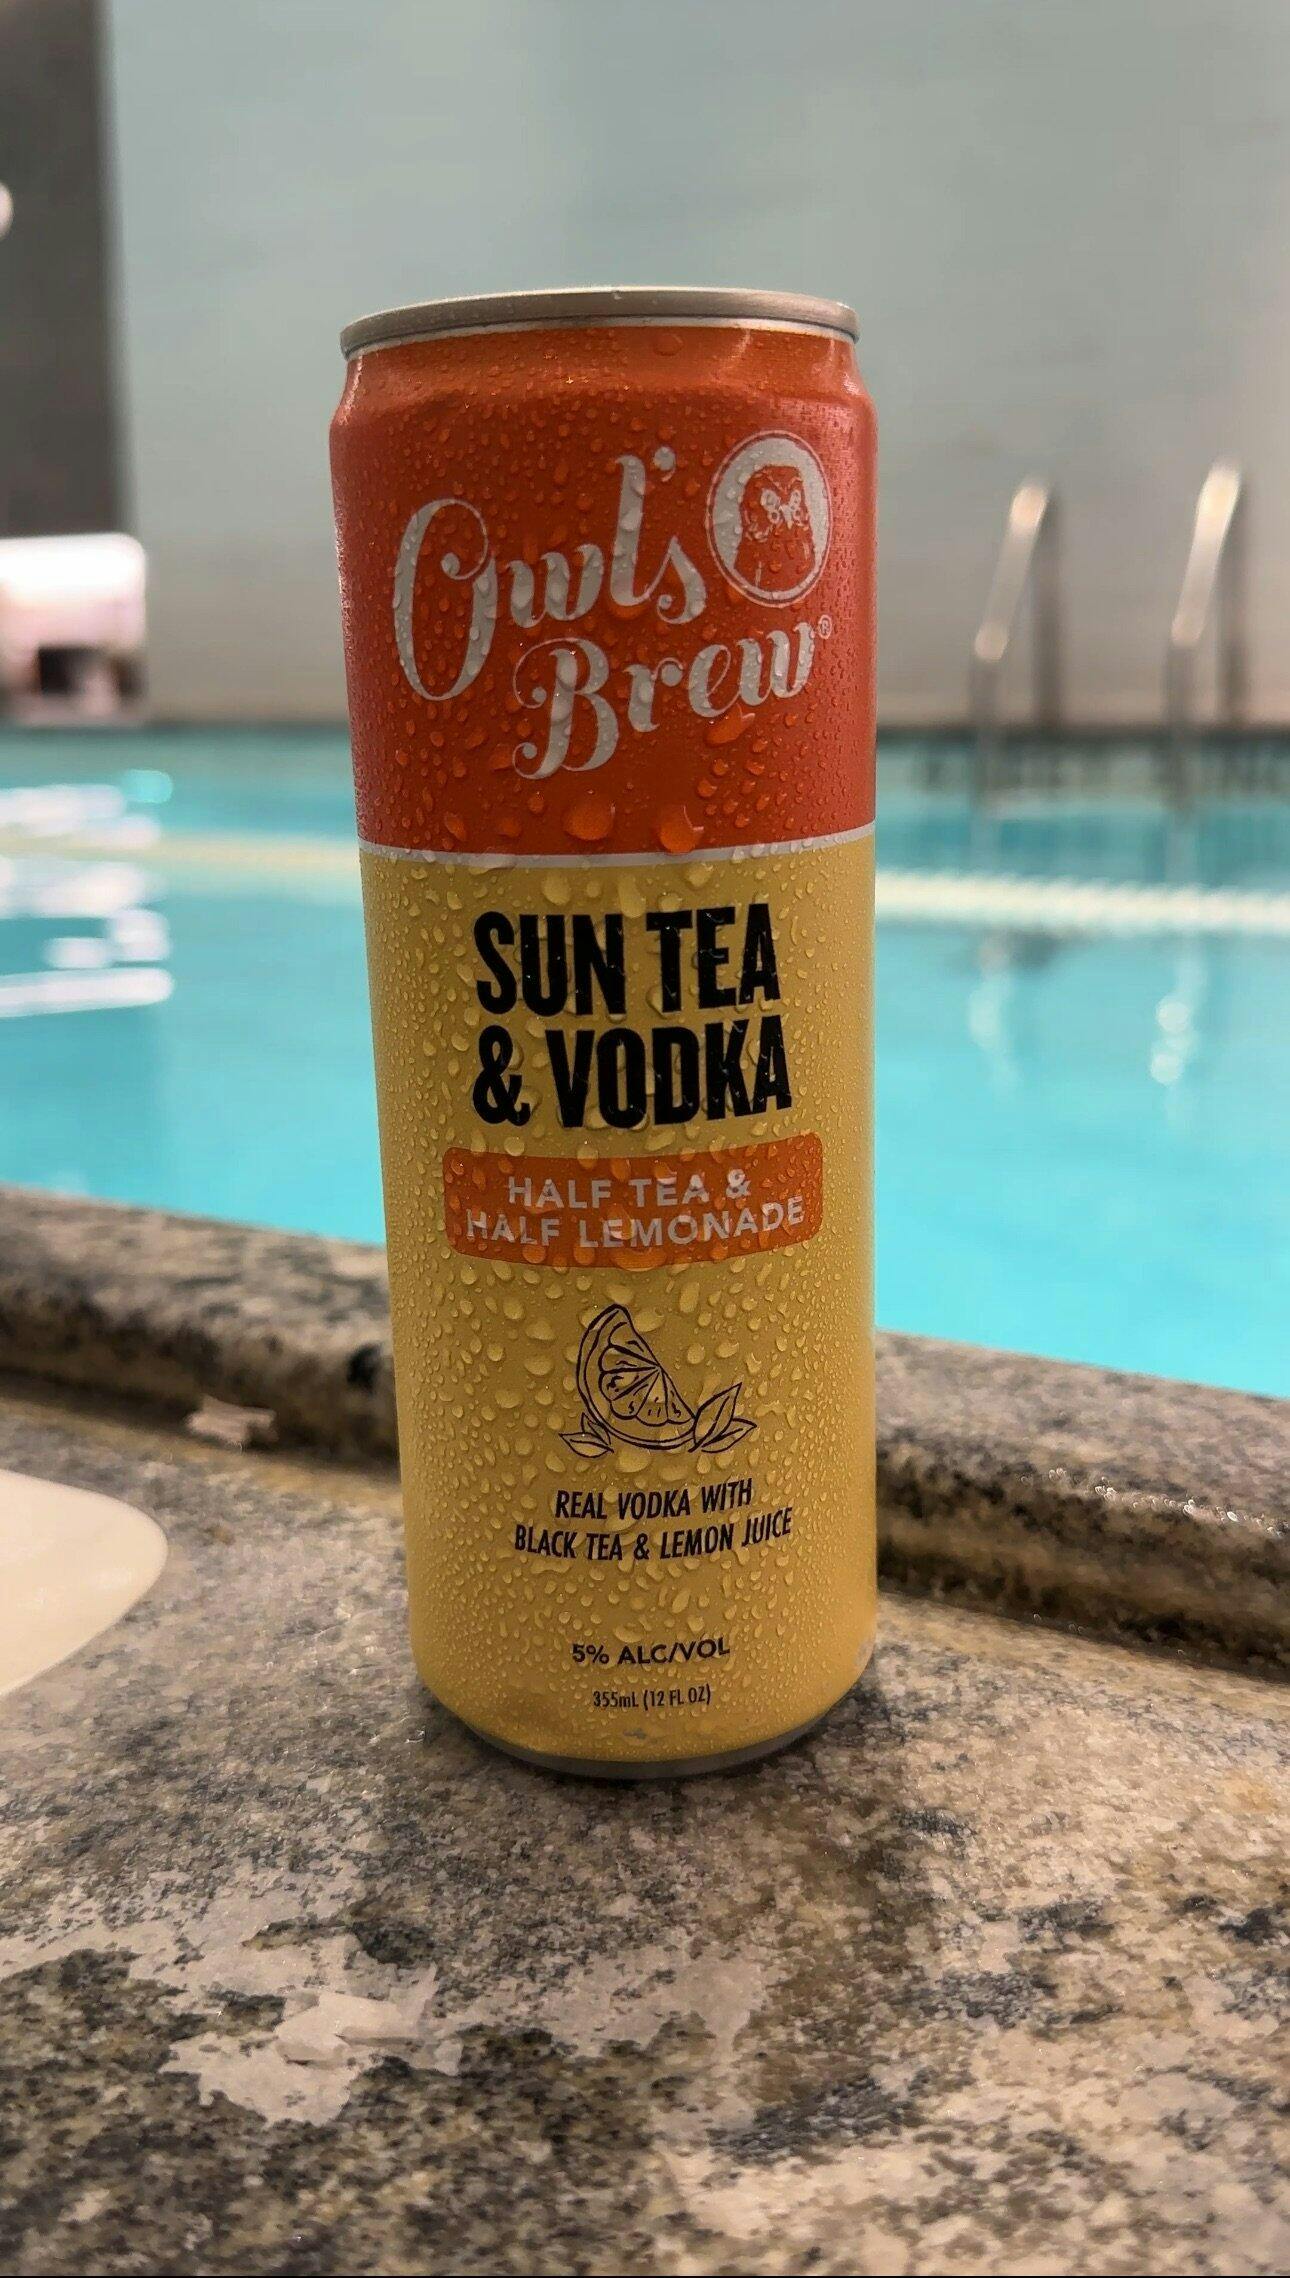 Owl's
Brew®
SUN TEA
& VODKA
HALF TEA &
HALF LEMONADE
REAL VODKA WITH
BLACK TEA & LEMON JUICE
5% ALC/VOL
355mL (12 FL OZ)